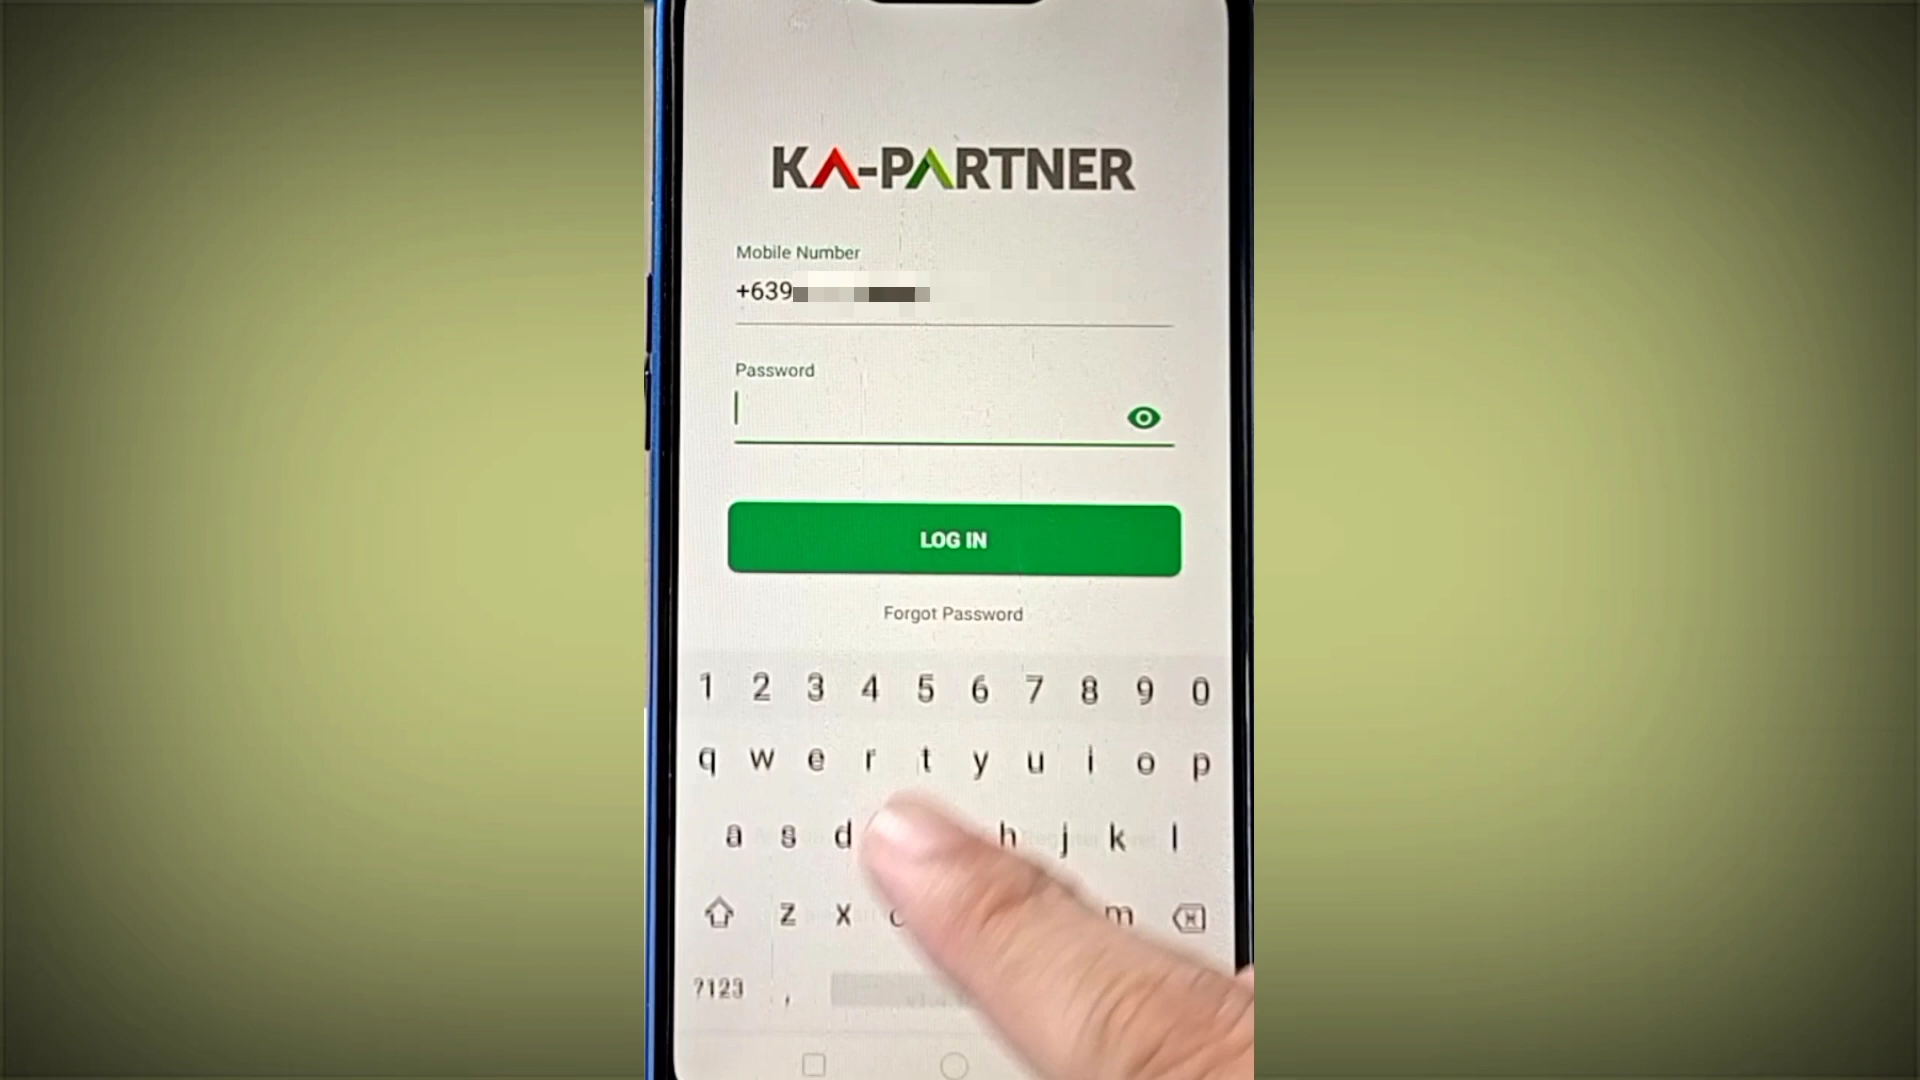 KA-PARTNER
Mobile Number
+639
Password
LOG IN
Forgot Password
1 2 3 4 5 6 7 8 9 0
q w e r t y u i o p
a s d h j k l
z x c m
?123 ,